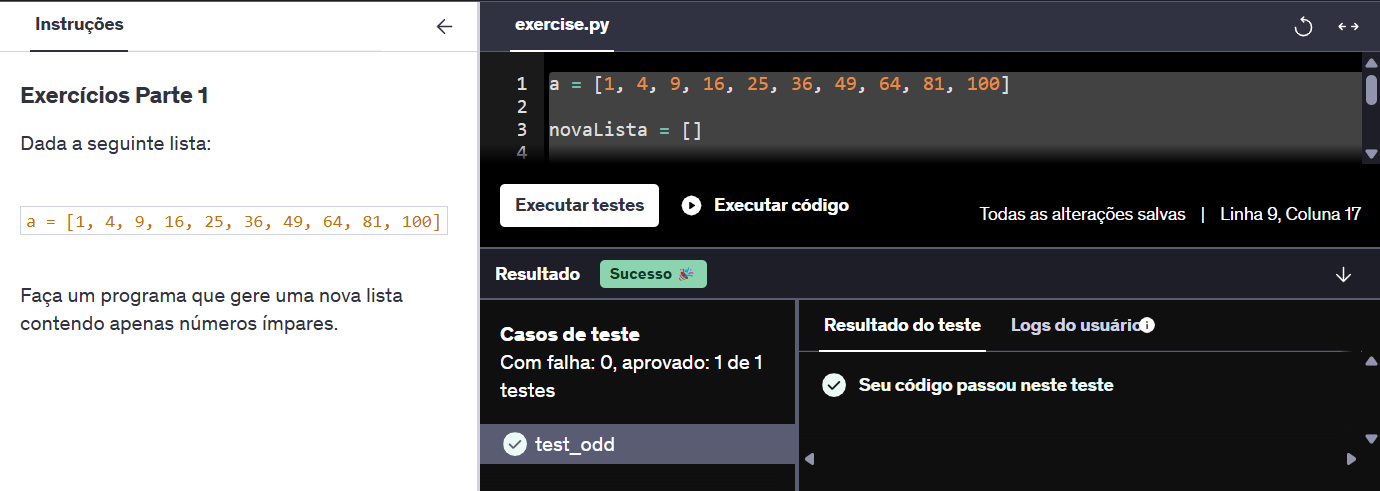 Instruções
Exercícios Parte 1
Dada a seguinte lista:
a = [1, 4, 9, 16, 25, 36, 49, 64, 81, 100]
Faça um programa que gere uma nova lista
contendo apenas números ímpares.
exercise.py
1 a = [1, 4, 9, 16, 25, 36, 49, 64, 81, 100]
2
3 novaLista = []
4
Executar testes
Executar código
Todas as alterações salvas | Linha 9, Coluna 17
Resultado
Sucesso 🎉
Casos de teste
Com falha: 0, aprovado: 1 de 1
testes
test_odd
Resultado do teste
Logs do usuário
Seu código passou neste teste